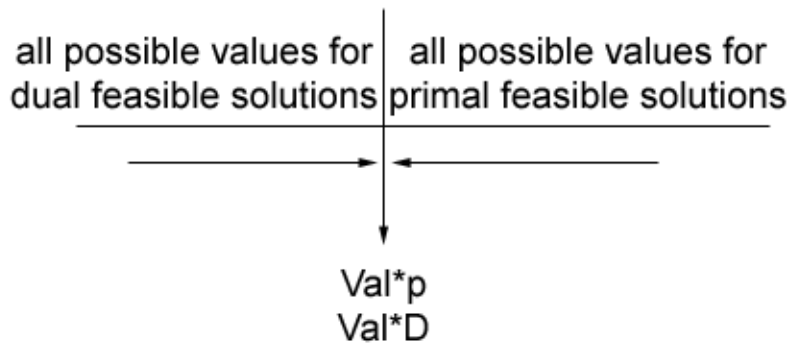 all possible values for all possible values for
dual feasible solutions primal feasible solutions
Val*p
Val*D